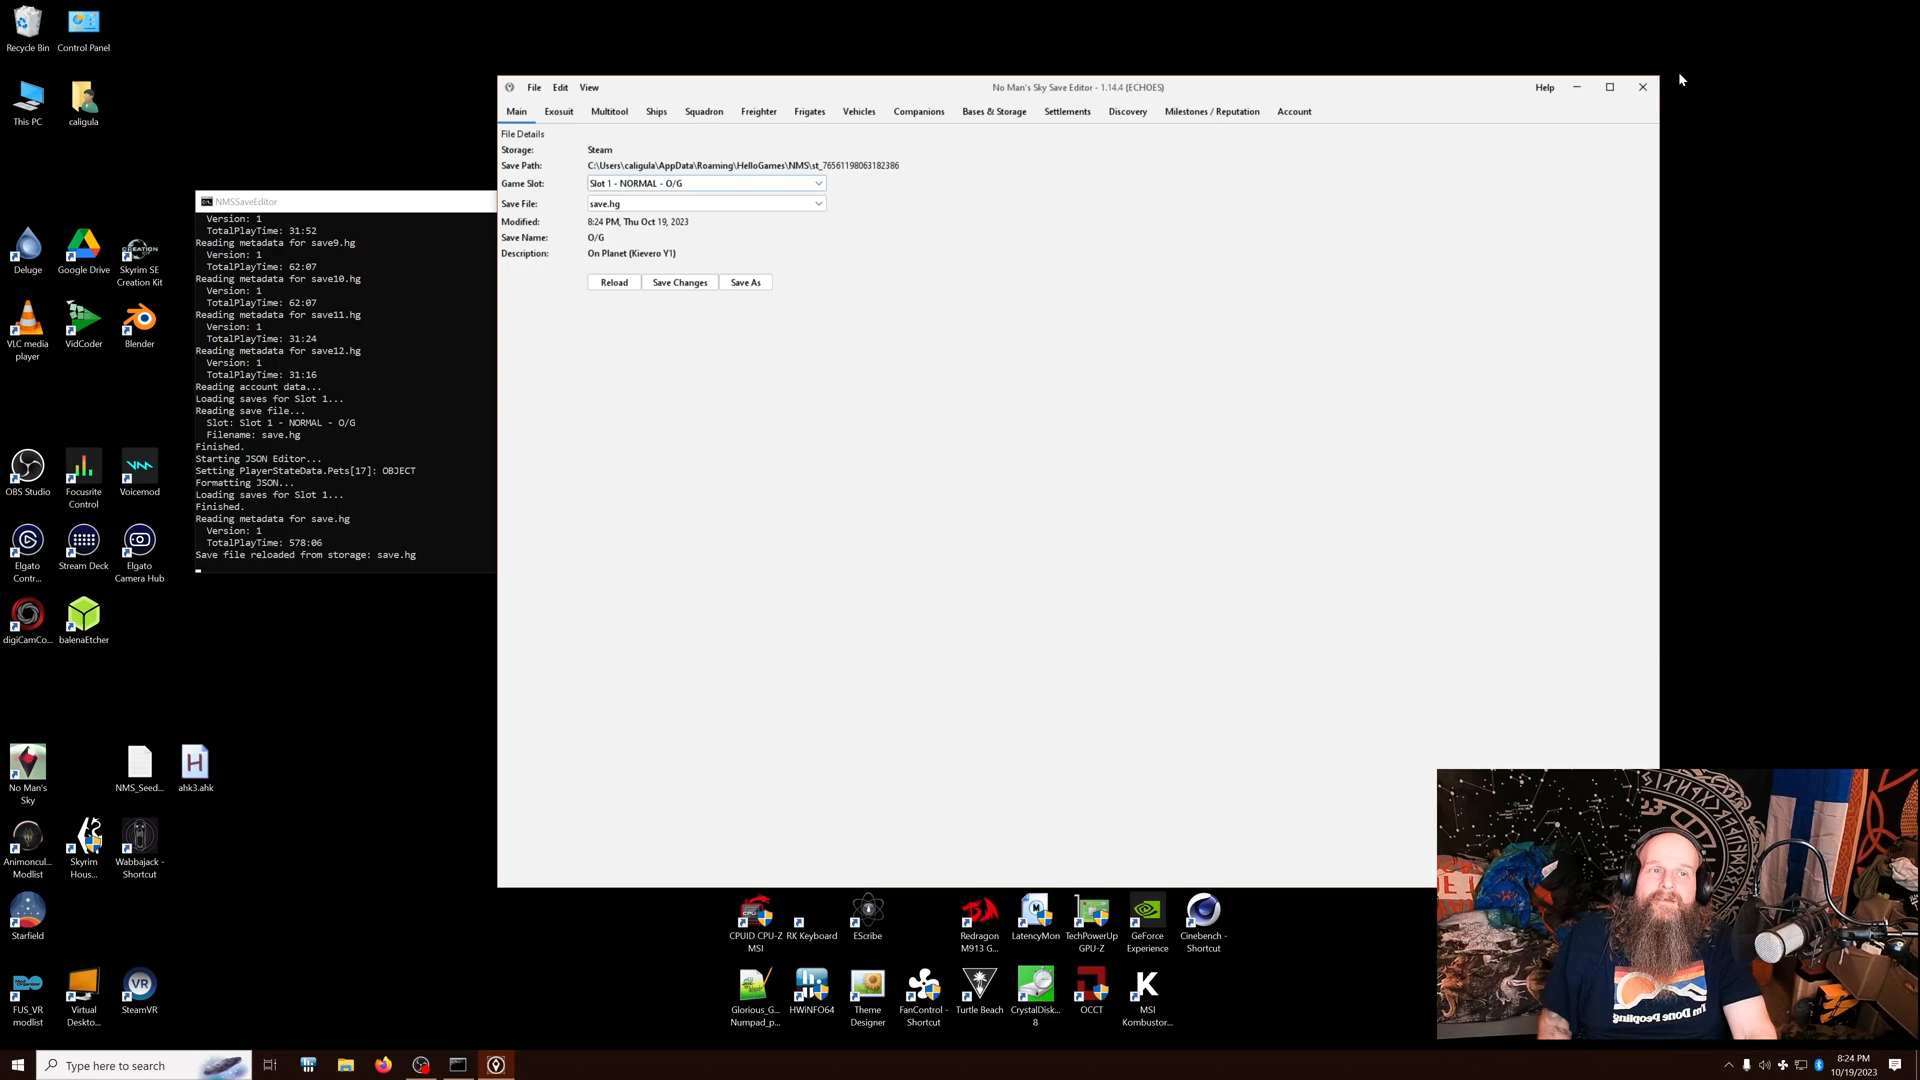 Recycle Bin
Control Panel
This PC
caligula
Deluge
Google Drive
CREATION KIT
Skyrim SE Creation Kit
VLC media player
VidCoder
Blender
OBS Studio
Focusrite Control
Voicemod
Elgato Contr...
Stream Deck
Elgato Camera Hub
digiCamCo...
balenaEtcher
No Man's Sky
NMS_Seed...
ahk3.ahk
Animoncul... Modlist
Skyrim Hous...
Wabbajack - Shortcut
Starfield
FUS_VR modlist
Virtual Deskto...
SteamVR
NMSSaveEditor
Version: 1
TotalPlayTime: 31:52
Reading metadata for save9.hg
Version: 1
TotalPlayTime: 62:07
Reading metadata for save10.hg
Version: 1
TotalPlayTime: 62:07
Reading metadata for save11.hg
Version: 1
TotalPlayTime: 31:24
Reading metadata for save12.hg
Version: 1
TotalPlayTime: 31:16
Reading account data...
Loading saves for Slot 1...
Reading save file...
Slot: Slot 1 - NORMAL - O/G
Filename: save.hg
Finished.
Starting JSON Editor...
Setting PlayerStateData.Pets[17]: OBJECT
Formatting JSON...
Loading saves for Slot 1...
Finished.
Reading metadata for save.hg
Version: 1
TotalPlayTime: 578:06
Save file reloaded from storage: save.hg
File Edit View
No Man's Sky Save Editor - 1.14.4 (ECHOES)
Help
Main Exosuit Multitool Ships Squadron Freighter Frigates Vehicles Companions Bases & Storage Settlements Discovery Milestones / Reputation Account
File Details
Storage: Steam
Save Path: C:\Users\caligula\AppData\Roaming\HelloGames\NMS\st_76561198063182386
Game Slot: Slot 1 - NORMAL - O/G
Save File: save.hg
Modified: 8:24 PM, Thu Oct 19, 2023
Save Name: O/G
Description: On Planet (Kievero Y1)
Reload Save Changes Save As
CPUID CPU-Z MSI
RK Keyboard
EScribe
Redragon M913 G...
LatencyMon
TechPowerUp GPU-Z
GeForce Experience
Cinebench - Shortcut
Glorious_G... Numpad_p...
HWiNFO64
Theme Designer
FanControl - Shortcut
Turtle Beach
CrystalDisk... 8
OCCT
MSI Kombustor...
I'm Done Peopling
Type here to search
8:24 PM
10/19/2023